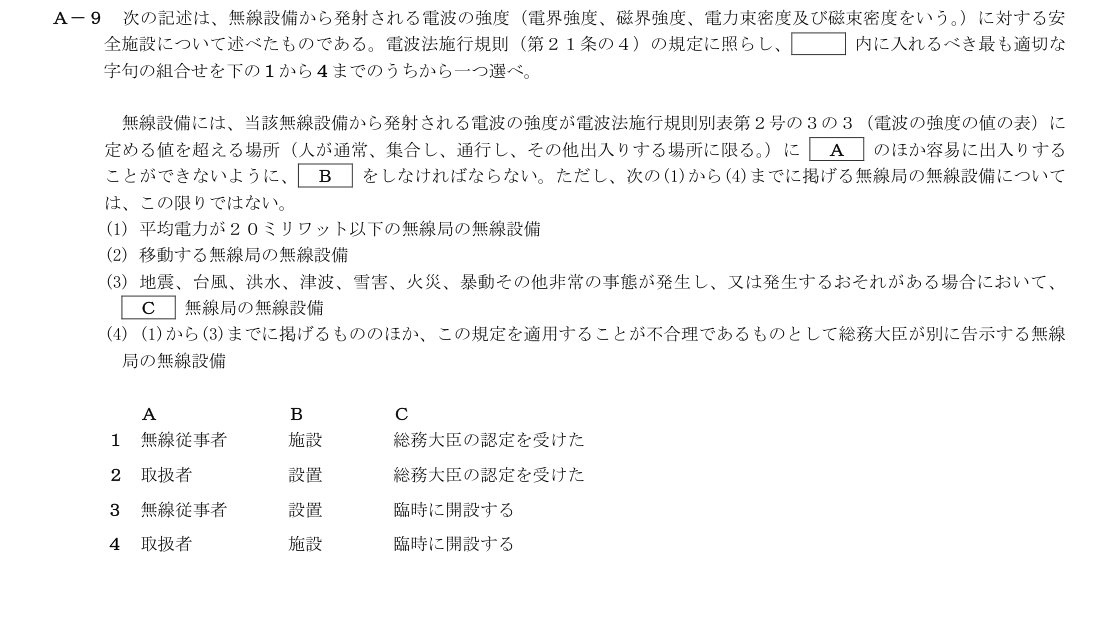 Ａ－９　次の記述は、無線設備から発射される電波の強度（電界強度、磁界強度、電力束密度及び磁束密度をいう。）に対する安
全施設について述べたものである。電波法施行規則（第２１条の４）の規定に照らし、　　　内に入れるべき最も適切な
字句の組合せを下の１から４までのうちから一つ選べ。
無線設備には、当該無線設備から発射される電波の強度が電波法施行規則別表第２号の３の３（電波の強度の値の表）に
定める値を超える場所（人が通常、集合し、通行し、その他出入りする場所に限る。）に A のほか容易に出入りする
ことができないように、 B をしなければならない。ただし、次の(1)から(4)までに掲げる無線局の無線設備について
は、この限りではない。
(1) 平均電力が２０ミリワット以下の無線局の無線設備
(2) 移動する無線局の無線設備
(3) 地震、台風、洪水、津波、雪害、火災、暴動その他非常の事態が発生し、又は発生するおそれがある場合において、
C 無線局の無線設備
(4) (1)から(3)までに掲げるもののほか、この規定を適用することが不合理であるものとして総務大臣が別に告示する無線
局の無線設備
A B C
1 無線従事者 施設 総務大臣の認定を受けた
2 取扱者 設置 総務大臣の認定を受けた
3 無線従事者 設置 臨時に開設する
4 取扱者 施設 臨時に開設する